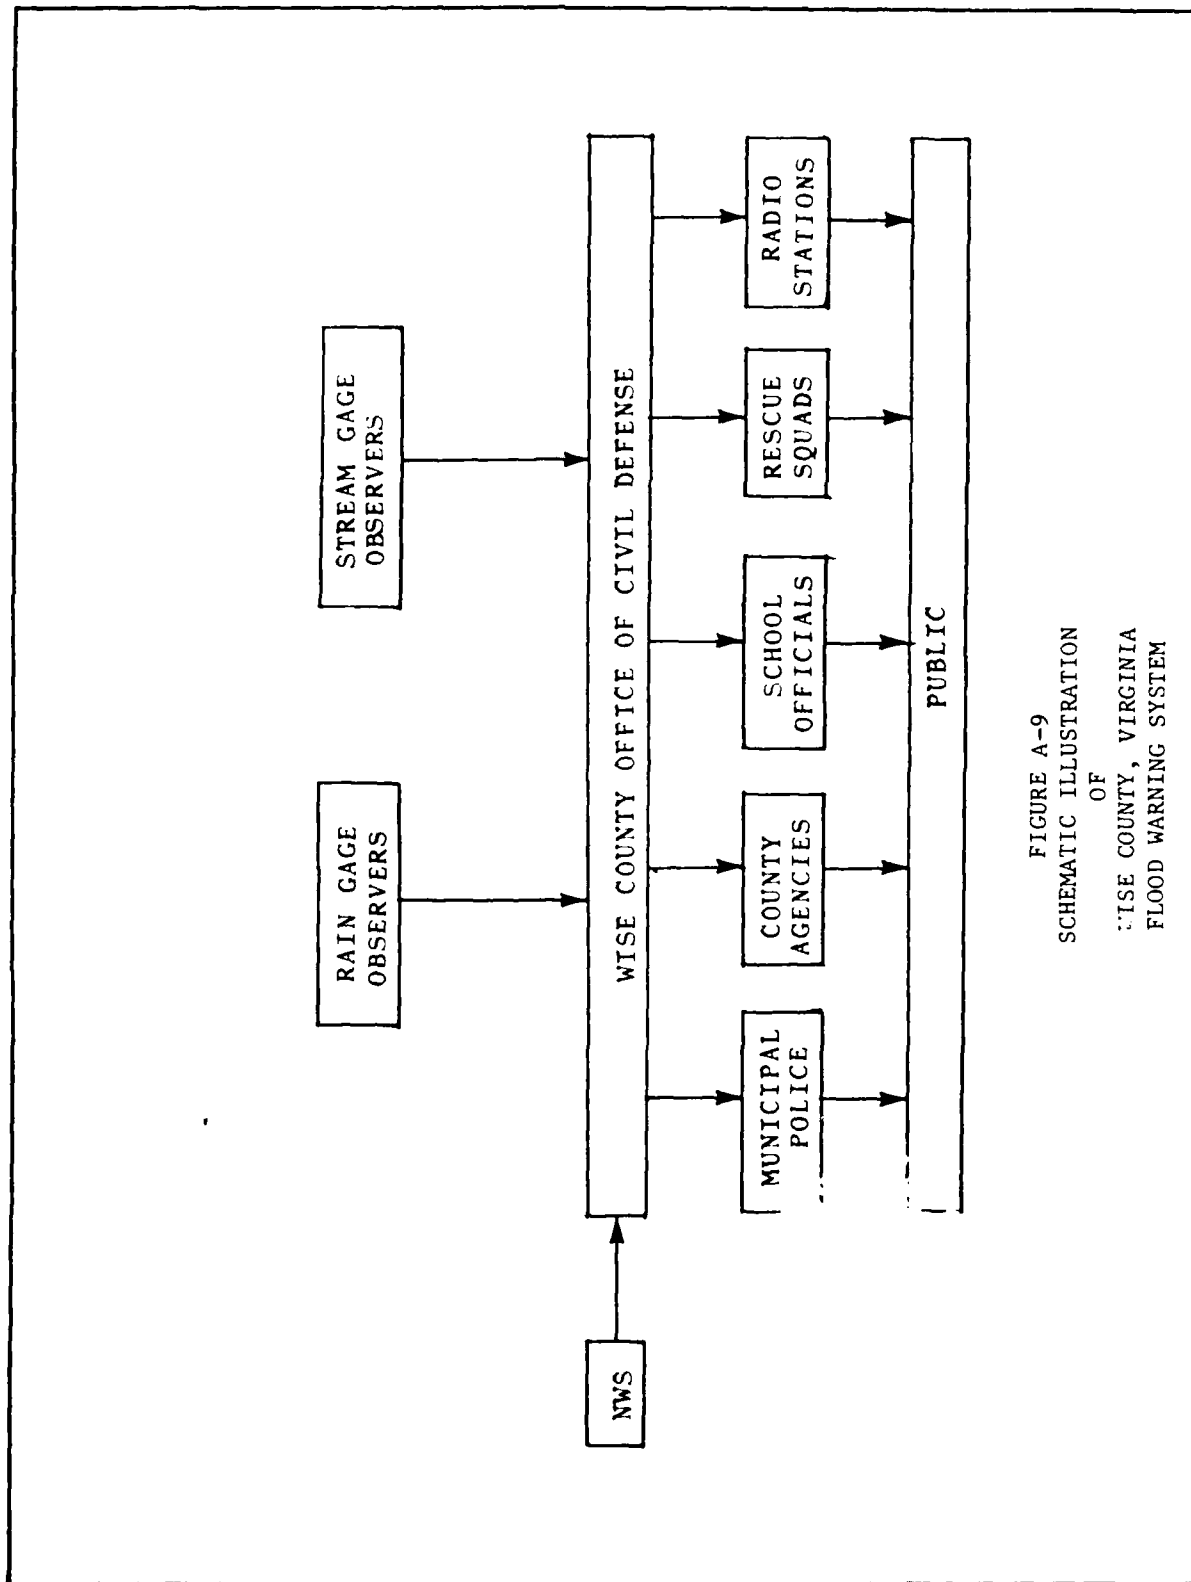 RAIN GAGE
OBSERVERS
STREAM GAGE
OBSERVERS
NWS
WISE COUNTY OFFICE OF CIVIL DEFENSE
MUNICIPAL
POLICE
COUNTY
AGENCIES
SCHOOL
OFFICIALS
RESCUE
SQUADS
RADIO
STATIONS
PUBLIC
FIGURE A-9
SCHEMATIC ILLUSTRATION
OF
WISE COUNTY, VIRGINIA
FLOOD WARNING SYSTEM